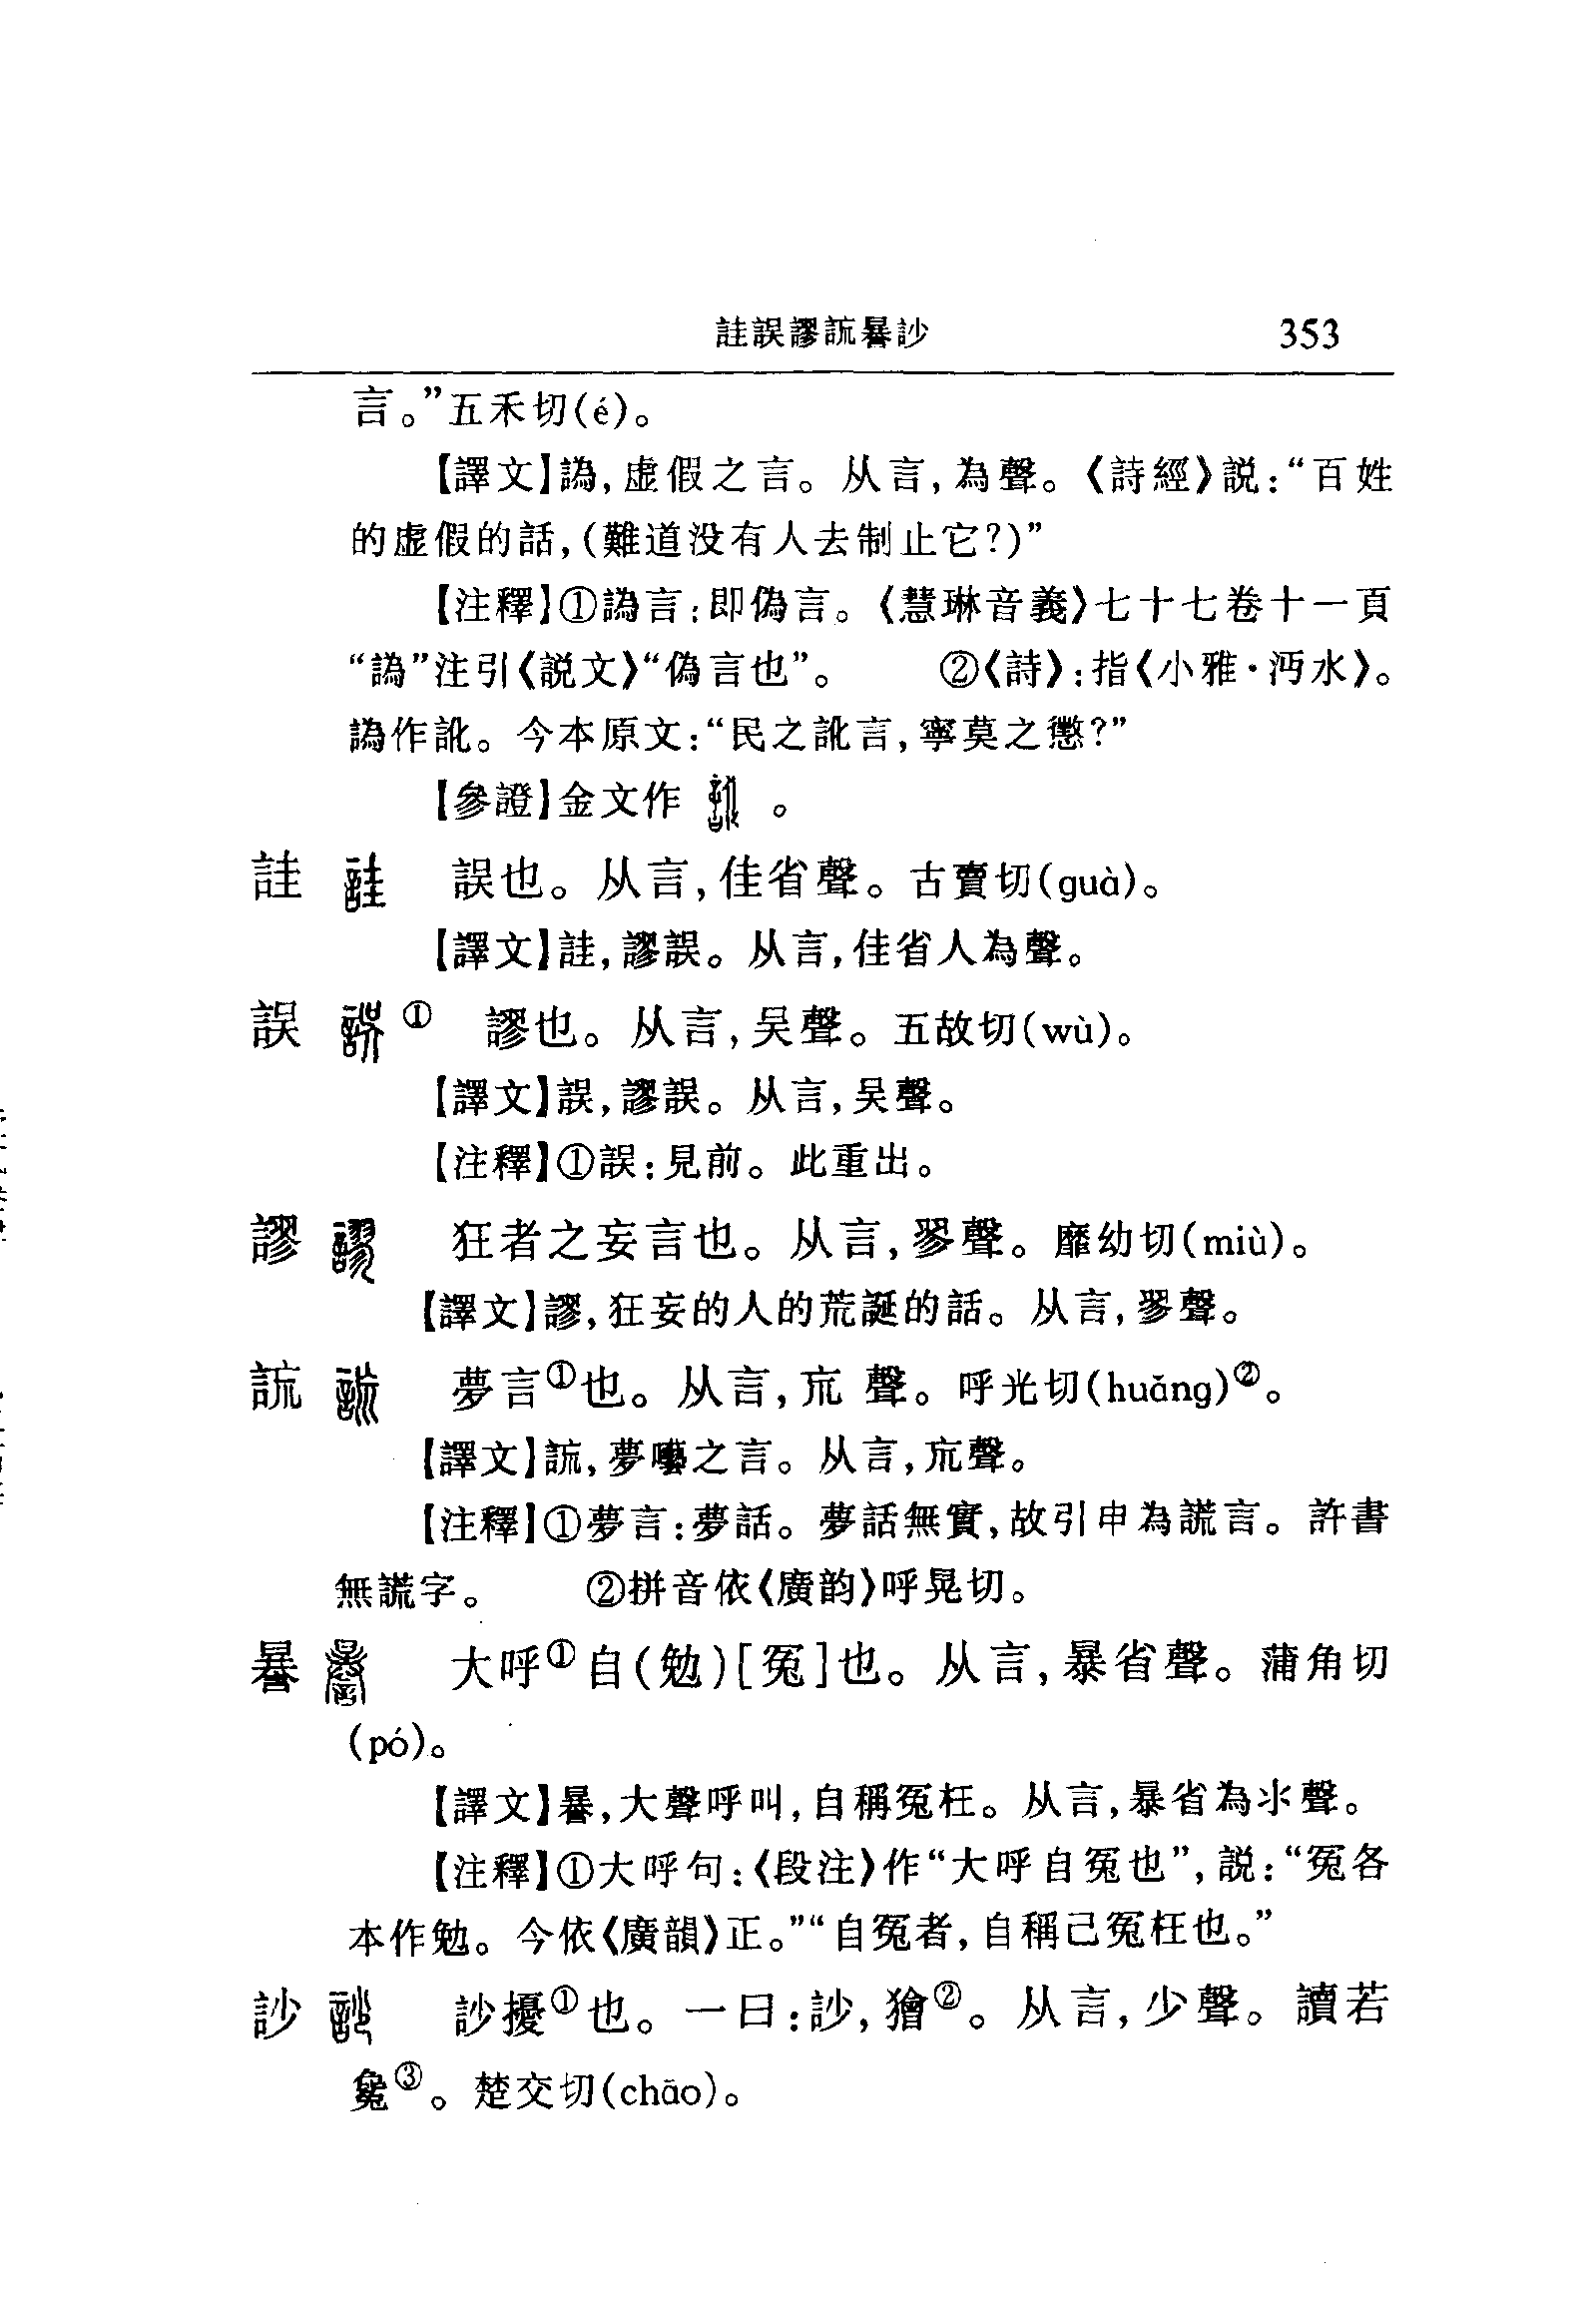 詿誤謬詤㬥訬 353
言。”五禾切(é)。
【譯文】譌,虛假之言。从言,為聲。《詩經》説:“百姓
的虛假的話,(難道没有人去制止它?)”
【注釋】①譌言:即偽言。《慧琳音義》七十七卷十一頁
“譌”注引《説文》“偽言也”。 ②《詩》:指《小雅·沔水》。
譌作訛。今本原文:“民之訛言,寧莫之懲?”
【參證】金文作 。
詿 誤也。从言,佳省聲。古賣切(guà)。
【譯文】詿,謬誤。从言,佳省人為聲。
誤 ① 謬也。从言,吴聲。五故切(wù)。
【譯文】誤,謬誤。从言,吴聲。
【注釋】①誤:見前。此重出。
謬 狂者之妄言也。从言,翏聲。靡幼切(miù)。
【譯文】謬,狂妄的人的荒誕的話。从言,翏聲。
詤 夢言①也。从言,巟 聲。呼光切(huǎng)②。
【譯文】詤,夢囈之言。从言,巟聲。
【注釋】①夢言:夢話。夢話無實,故引申為謊言。許書
無謊字。 ②拼音依《廣韵》呼晃切。
大呼①自(勉)[冤]也。从言,暴省聲。蒲角切
(pó)。
【譯文】,大聲呼叫,自稱冤枉。从言,暴省為氺聲。
【注釋】①大呼句:《段注》作“大呼自冤也”,説:“冤各
本作勉。今依《廣韻》正。”“自冤者,自稱己冤枉也。”
訬 訬擾①也。一曰:訬,獪②。从言,少聲。讀若
毚③。楚交切(chāo)。